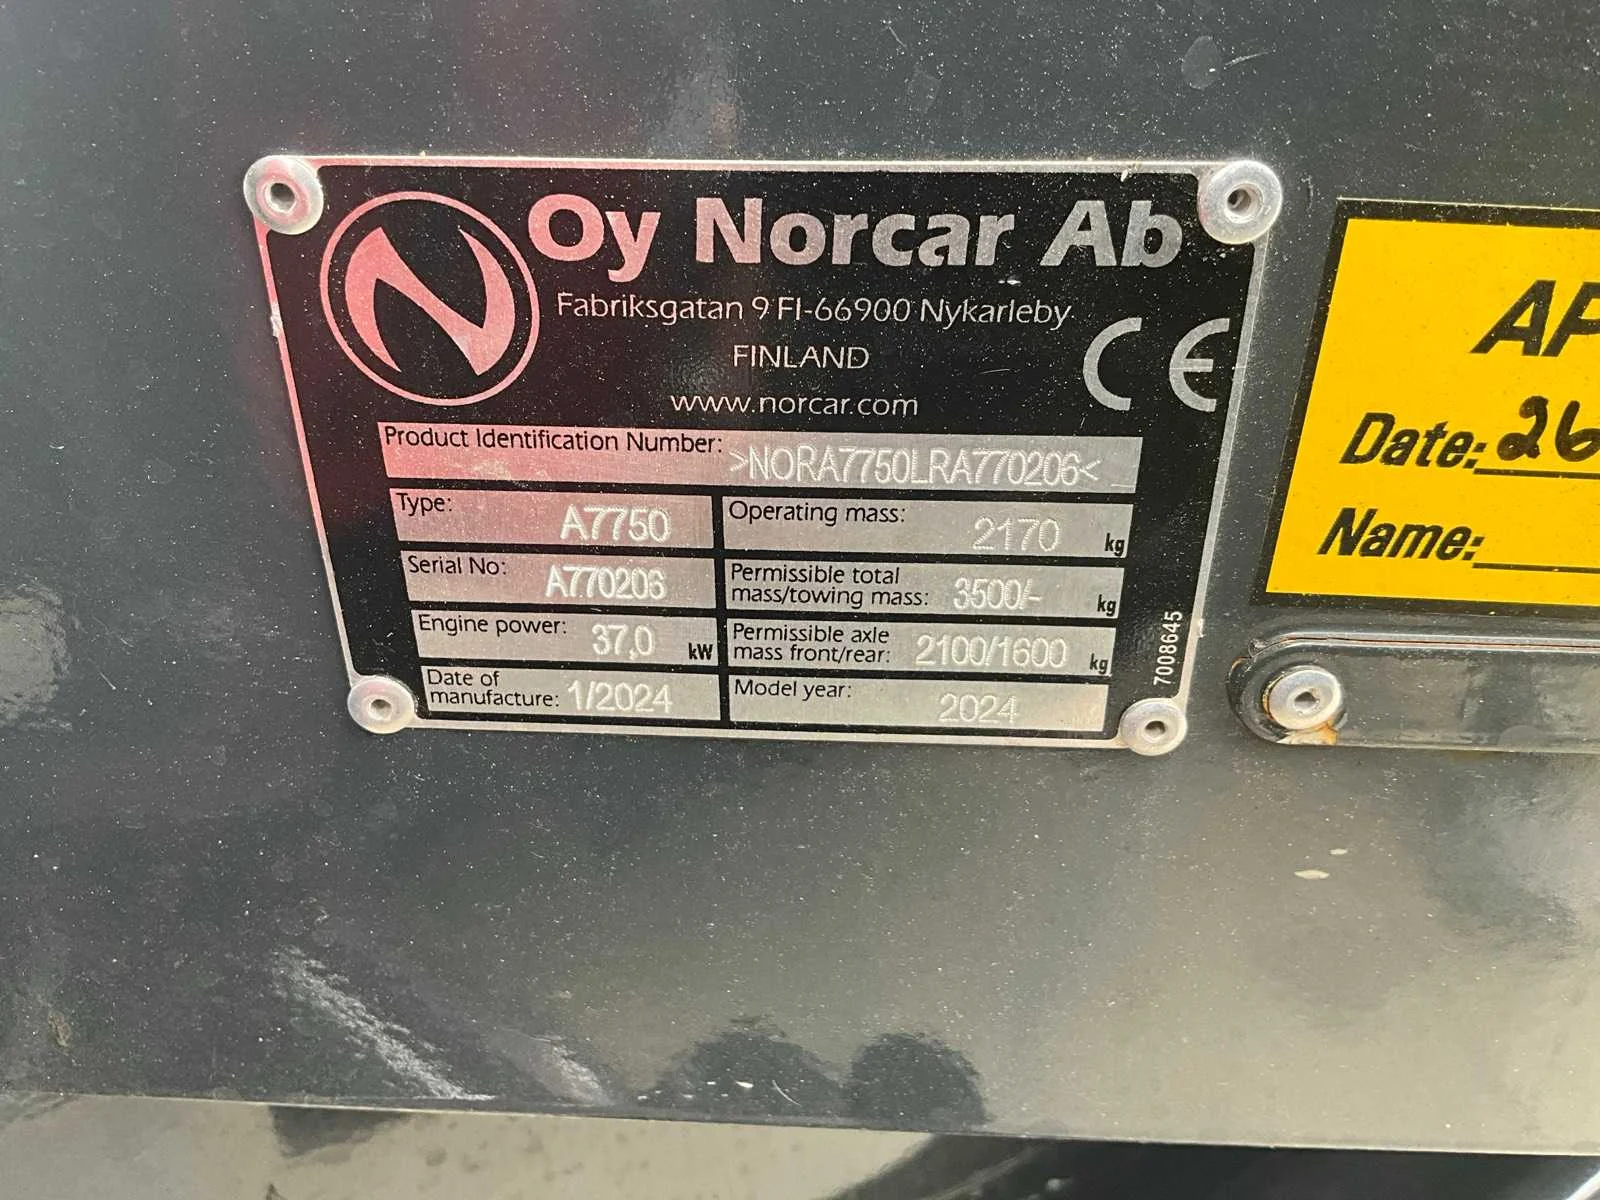 Oy Norcar Ab
Fabriksgatan 9 FI-66900 Nykarleby
FINLAND
www.norcar.com
CE
Product Identification Number: >NORA7750LRA770206<
Type: A7750
Operating mass: 2170 kg
Serial No: A770206
Permissible total
mass/towing mass: 3500/- kg
Engine power: 37,0 kW
Permissible axle
mass front/rear: 2100/1600 kg
Date of
manufacture: 1/2024
Model year: 2024
7008645
AP
Date: 26
Name: